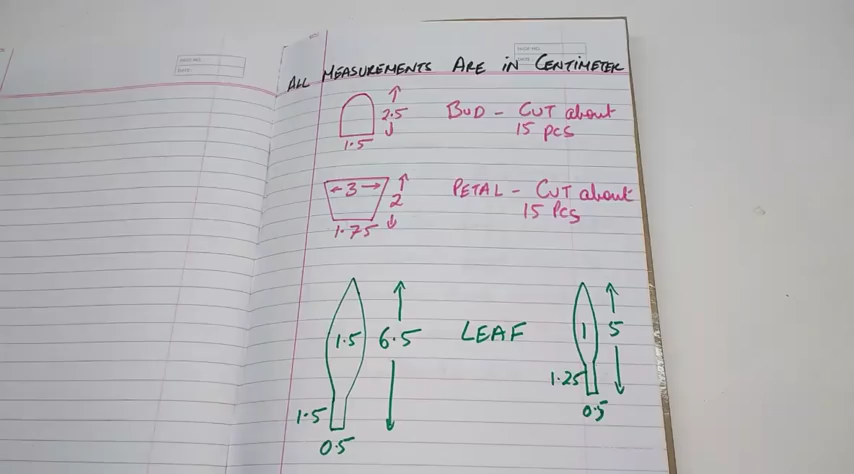 ALL MEASUREMENTS ARE IN CENTIMETER
2.5
BUD - CUT about
15 pcs
1.5
3
2
PETAL - CUT about
15 Pcs
1.75
1.5
6.5
LEAF
1
5
1.25
0.5
1.5
0.5